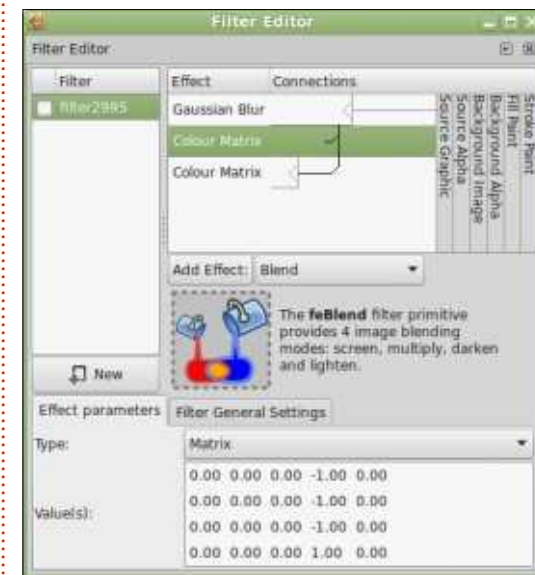 Filter Editor
Filter Editor
Filter
filter2995
Effect Connections
Gaussian Blur
Colour Matrix
Colour Matrix
Stroke Paint
Fill Paint
Background Alpha
Background Image
Source Alpha
Source Graphic
Add Effect: Blend
The feBlend filter primitive
provides 4 image blending
modes: screen, multiply, darken
and lighten.
New
Effect parameters Filter General Settings
Type: Matrix
Value(s):
0.00 0.00 0.00 -1.00 0.00
0.00 0.00 0.00 -1.00 0.00
0.00 0.00 0.00 -1.00 0.00
0.00 0.00 0.00 1.00 0.00